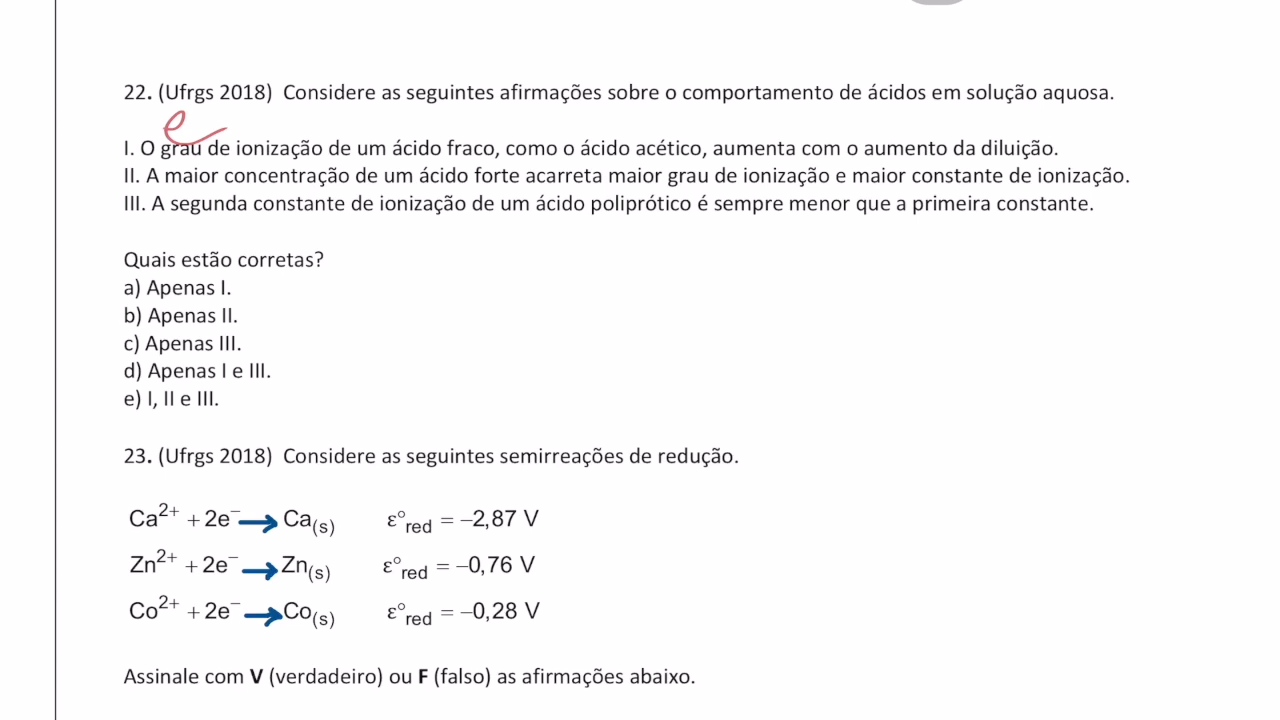 22. (Ufrgs 2018) Considere as seguintes afirmações sobre o comportamento de ácidos em solução aquosa.
e
I. O grau de ionização de um ácido fraco, como o ácido acético, aumenta com o aumento da diluição.
II. A maior concentração de um ácido forte acarreta maior grau de ionização e maior constante de ionização.
III. A segunda constante de ionização de um ácido poliprótico é sempre menor que a primeira constante.
Quais estão corretas?
a) Apenas I.
b) Apenas II.
c) Apenas III.
d) Apenas I e III.
e) I, II e III.
23. (Ufrgs 2018) Considere as seguintes semirreações de redução.
Ca²⁺ + 2e⁻ → Ca(s) ε°red = −2,87 V
Zn²⁺ + 2e⁻ → Zn(s) ε°red = −0,76 V
Co²⁺ + 2e⁻ → Co(s) ε°red = −0,28 V
Assinale com V (verdadeiro) ou F (falso) as afirmações abaixo.